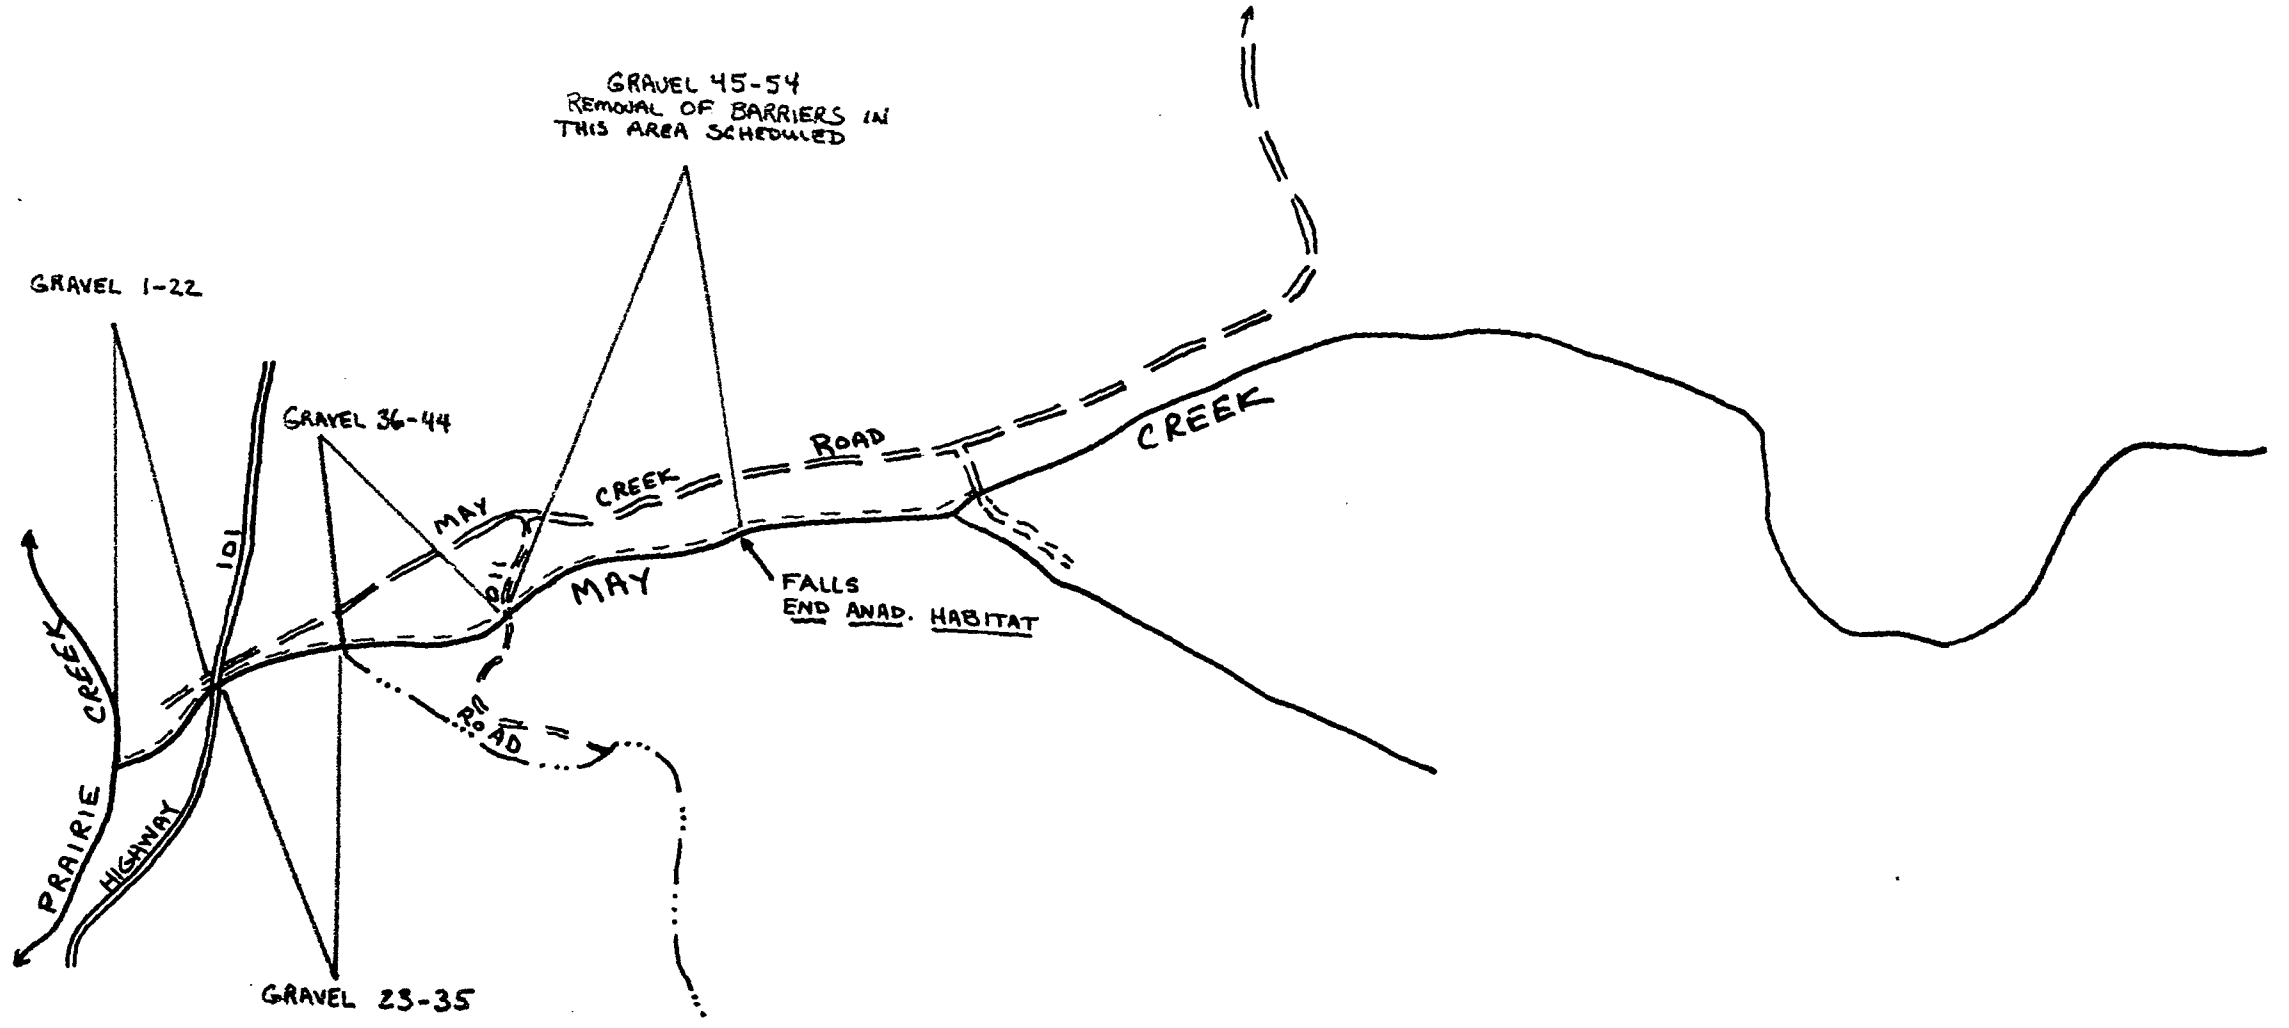 GRAVEL 45-54
REMOVAL OF BARRIERS IN
THIS AREA SCHEDULED
GRAVEL 1-22
GRAVEL 36-44
MAY CREEK ROAD
101
HIGHWAY
PRAIRIE CREEK
MAY CREEK
FALLS
END ANAD. HABITAT
ROAD
GRAVEL 23-35